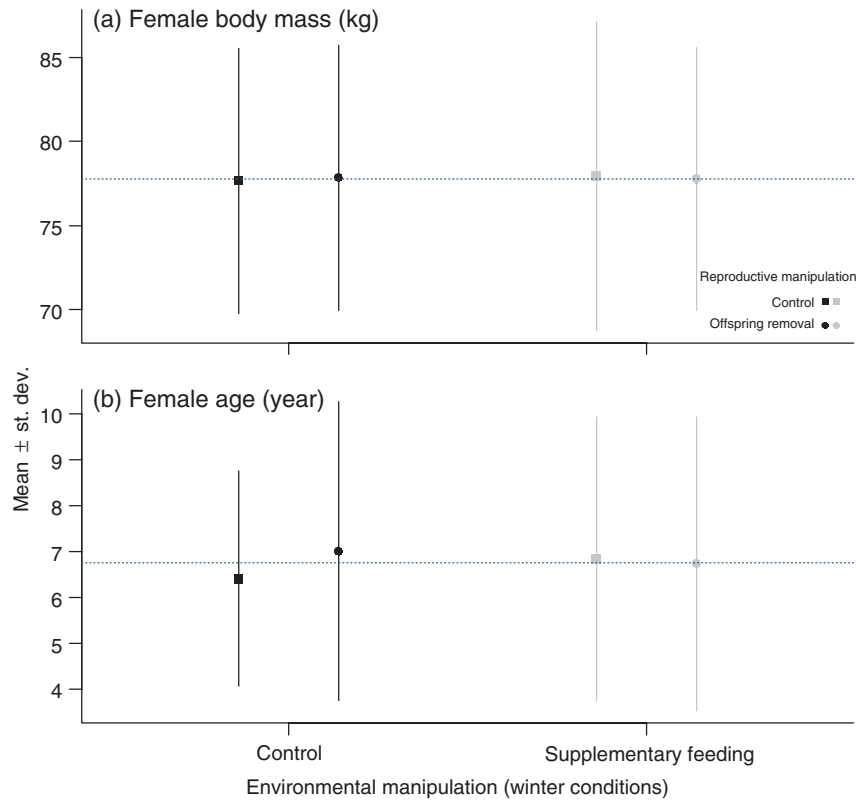 (a) Female body mass (kg)
85
80
75
70
Reproductive manipulation
Control
Offspring removal
(b) Female age (year)
10
9
8
7
6
5
4
Mean ± st. dev.
Control
Supplementary feeding
Environmental manipulation (winter conditions)